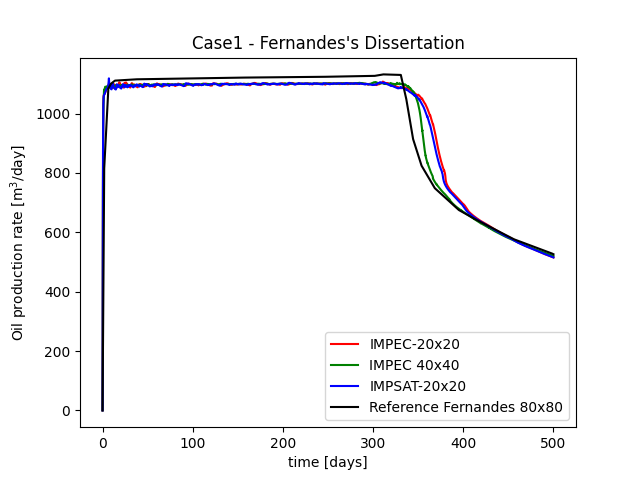 Case1 - Fernandes's Dissertation
Oil production rate [m³/day]
1000
800
600
400
200
0
0 100 200 300 400 500
time [days]
IMPEC-20x20
IMPEC 40x40
IMPSAT-20x20
Reference Fernandes 80x80